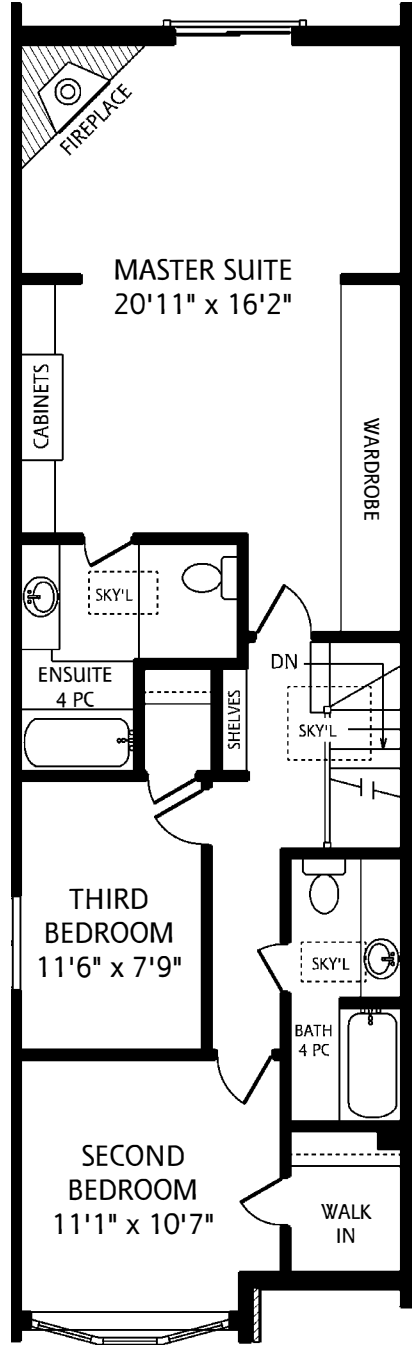 FIREPLACE
MASTER SUITE
20'11" x 16'2"
CABINETS
WARDROBE
SKY'L
ENSUITE
4 PC
SHELVES
DN
SKY'L
THIRD
BEDROOM
11'6" x 7'9"
SKY'L
BATH
4 PC
SECOND
BEDROOM
11'1" x 10'7"
WALK
IN